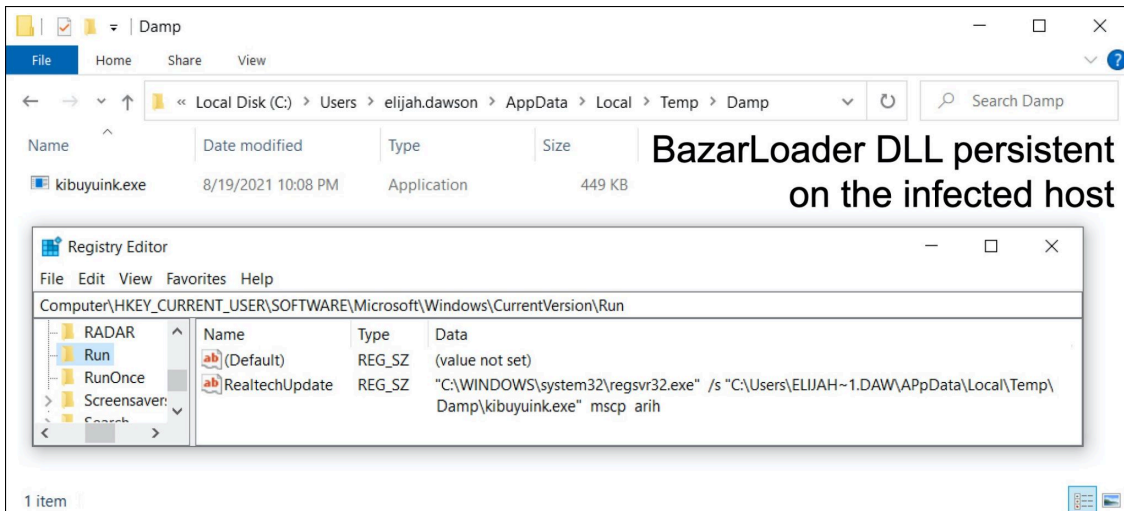 Damp
File Home Share View
« Local Disk (C:) > Users > elijah.dawson > AppData > Local > Temp > Damp
Search Damp
Name Date modified Type Size
kibuyuink.exe 8/19/2021 10:08 PM Application 449 KB
BazarLoader DLL persistent
on the infected host
Registry Editor
File Edit View Favorites Help
Computer\HKEY_CURRENT_USER\SOFTWARE\Microsoft\Windows\CurrentVersion\Run
RADAR
Run
RunOnce
Screensavers
Search
Name Type Data
(Default) REG_SZ (value not set)
RealtechUpdate REG_SZ "C:\WINDOWS\system32\regsvr32.exe" /s "C:\Users\ELIJAH~1.DAW\APpData\Local\Temp\
Damp\kibuyuink.exe" mscp arih
1 item